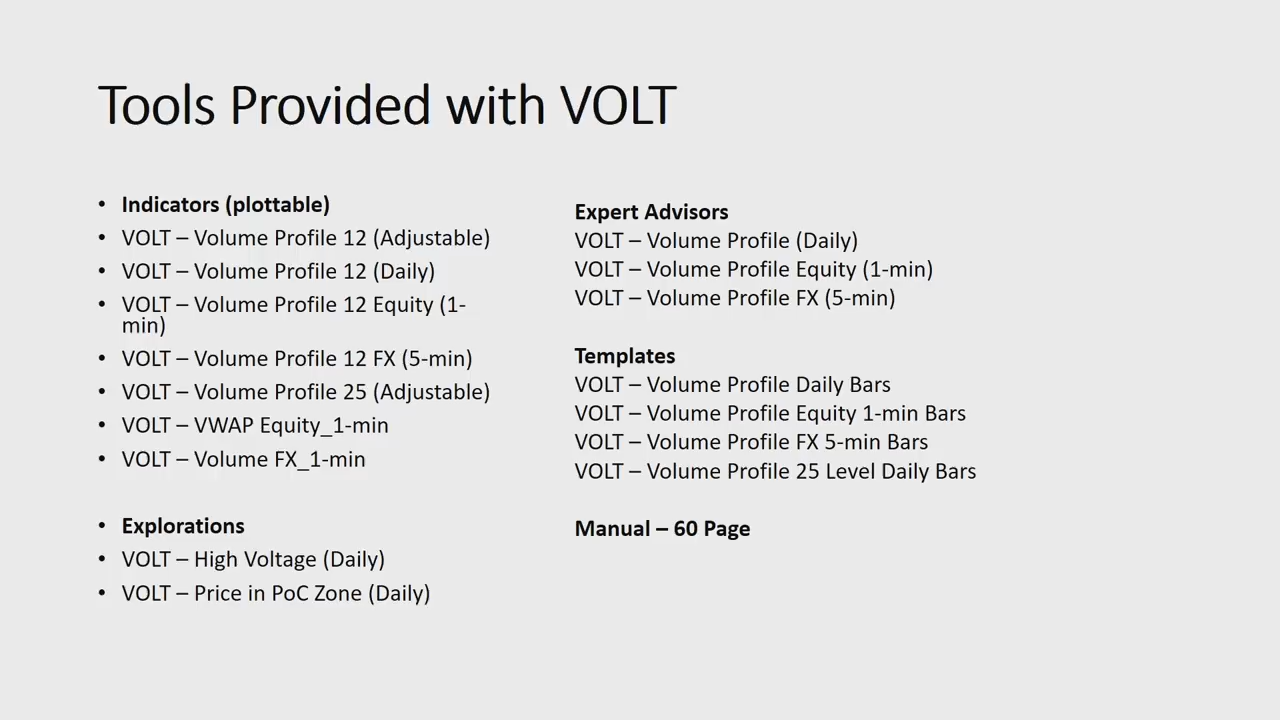 Tools Provided with VOLT
• Indicators (plottable)
• VOLT – Volume Profile 12 (Adjustable)
• VOLT – Volume Profile 12 (Daily)
• VOLT – Volume Profile 12 Equity (1-
min)
• VOLT – Volume Profile 12 FX (5-min)
• VOLT – Volume Profile 25 (Adjustable)
• VOLT – VWAP Equity_1-min
• VOLT – Volume FX_1-min
• Explorations
• VOLT – High Voltage (Daily)
• VOLT – Price in PoC Zone (Daily)
Expert Advisors
VOLT – Volume Profile (Daily)
VOLT – Volume Profile Equity (1-min)
VOLT – Volume Profile FX (5-min)
Templates
VOLT – Volume Profile Daily Bars
VOLT – Volume Profile Equity 1-min Bars
VOLT – Volume Profile FX 5-min Bars
VOLT – Volume Profile 25 Level Daily Bars
Manual – 60 Page